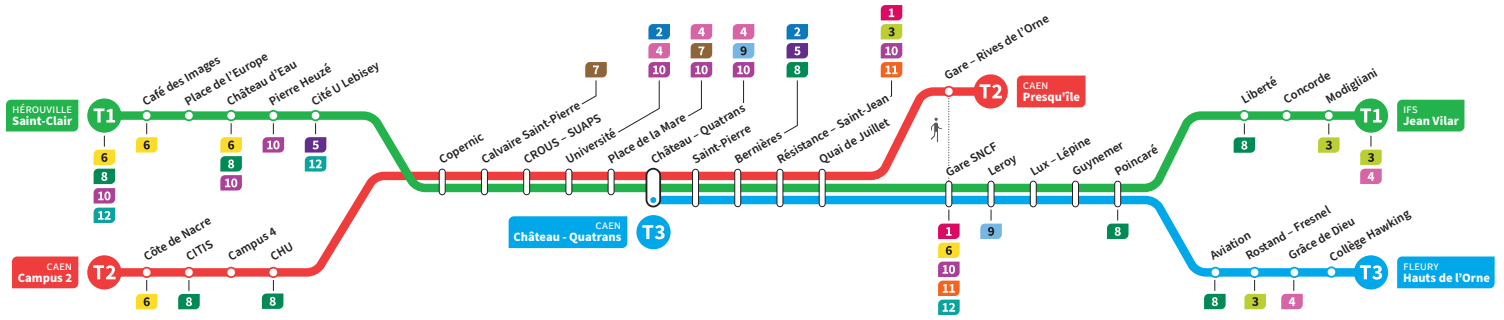 HÉROUVILLE
Saint-Clair
T1
6
8
10
12
Café des Images
6
Place de l'Europe
Château d'Eau
6
8
10
Pierre Heuzé
10
Cité U Lebisey
5
12
CAEN
Campus 2
T2
Côte de Nacre
6
CITIS
8
Campus 4
CHU
8
Copernic
Calvaire Saint-Pierre
7
CROUS – SUAPS
Université
2
4
10
Place de la Mare
4
7
10
Château – Quatrans
4
9
10
CAEN
Château - Quatrans
T3
Saint-Pierre
Bernières
2
5
8
Résistance – Saint-Jean
1
3
10
11
Quai de Juillet
Gare – Rives de l'Orne
T2
CAEN
Presqu'île
Gare SNCF
1
6
10
11
12
Leroy
9
Lux – Lépine
Guynemer
Poincaré
8
Liberté
8
Concorde
Modigliani
3
T1
3
4
IFS
Jean Vilar
Aviation
8
Rostand – Fresnel
3
Grâce de Dieu
4
Collège Hawking
T3
FLEURY
Hauts de l'Orne